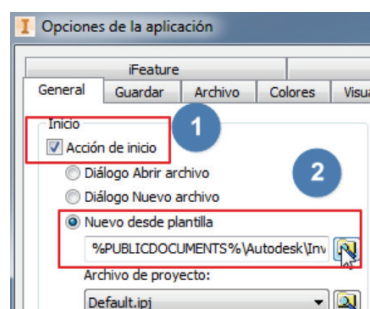 Opciones de la aplicación
iFeature
General Guardar Archivo Colores Visu
Inicio
1
Acción de inicio
2
Diálogo Abrir archivo
Diálogo Nuevo archivo
Nuevo desde plantilla
%PUBLICDOCUMENTS%\Autodesk\Inv
Archivo de proyecto:
Default.ipj